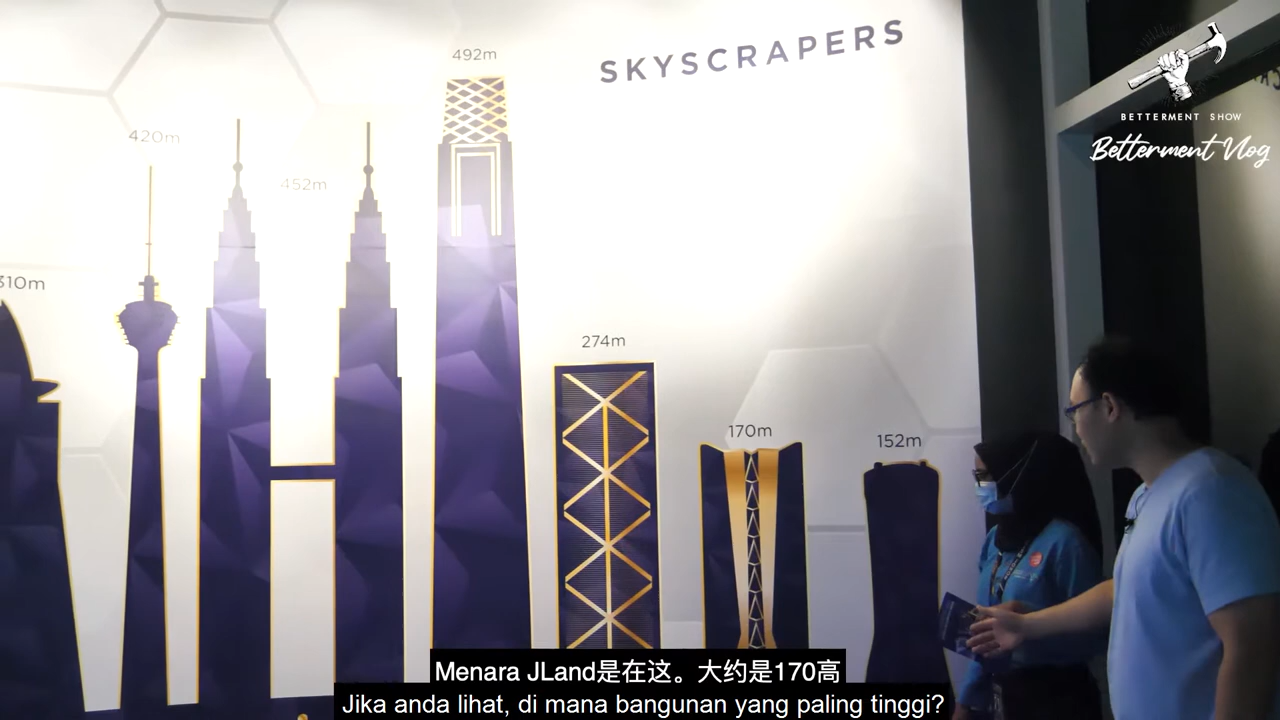 SKYSCRAPERS
492m
420m
452m
310m
274m
170m
152m
BETTERMENT SHOW
Betterment Vlog
Menara JLand是在这。大约是170高
Jika anda lihat, di mana bangunan yang paling tinggi?